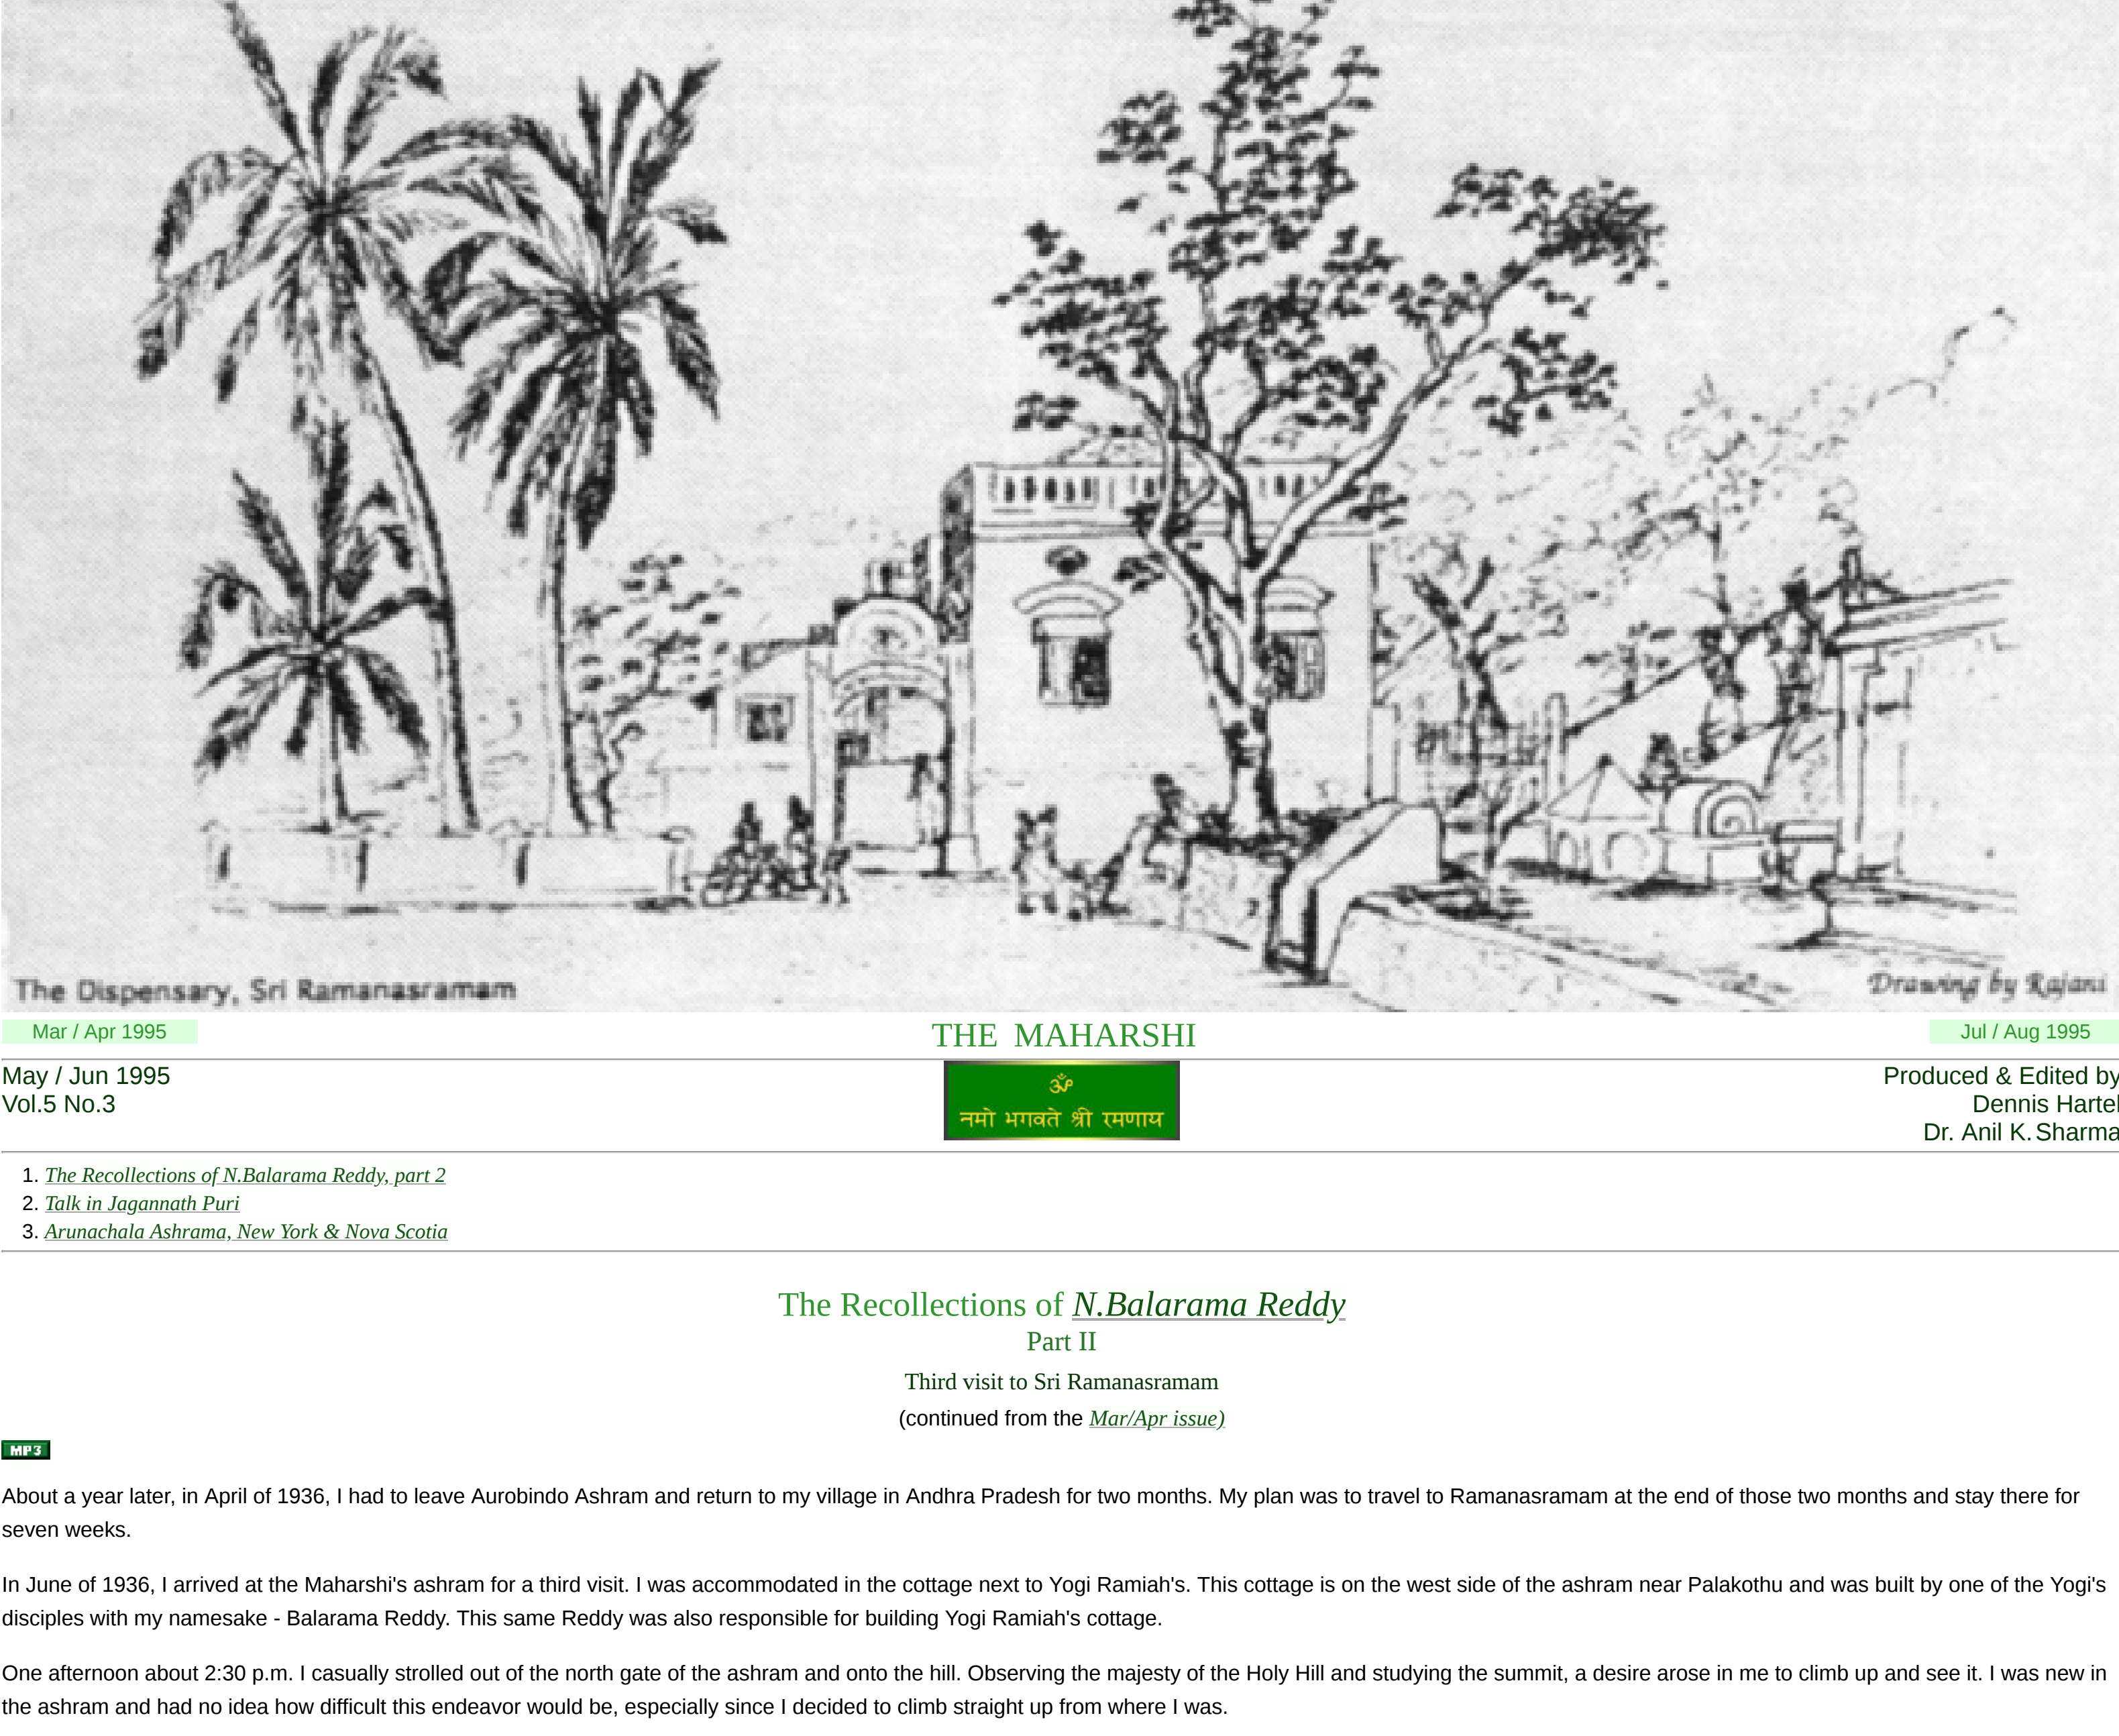 The Dispensary, Sri Ramanasramam
Drawing by Rajani
Mar / Apr 1995
THE MAHARSHI
Jul / Aug 1995
May / Jun 1995
Vol.5 No.3
ॐ
नमो भगवते श्री रमणाय
Produced & Edited by
Dennis Hartel
Dr. Anil K. Sharma
1. The Recollections of N.Balarama Reddy, part 2
2. Talk in Jagannath Puri
3. Arunachala Ashrama, New York & Nova Scotia
The Recollections of N.Balarama Reddy
Part II
Third visit to Sri Ramanasramam
(continued from the Mar/Apr issue)
MP3
About a year later, in April of 1936, I had to leave Aurobindo Ashram and return to my village in Andhra Pradesh for two months. My plan was to travel to Ramanasramam at the end of those two months and stay there for
seven weeks.
In June of 1936, I arrived at the Maharshi's ashram for a third visit. I was accommodated in the cottage next to Yogi Ramiah's. This cottage is on the west side of the ashram near Palakothu and was built by one of the Yogi's
disciples with my namesake - Balarama Reddy. This same Reddy was also responsible for building Yogi Ramiah's cottage.
One afternoon about 2:30 p.m. I casually strolled out of the north gate of the ashram and onto the hill. Observing the majesty of the Holy Hill and studying the summit, a desire arose in me to climb up and see it. I was new in
the ashram and had no idea how difficult this endeavor would be, especially since I decided to climb straight up from where I was.